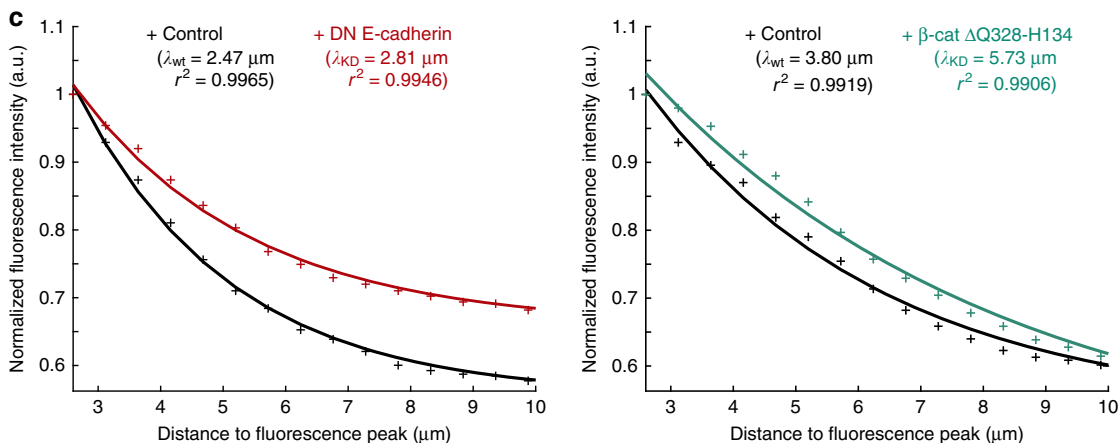 c
Normalized fluorescence intensity (a.u.)
1.1
1
0.9
0.8
0.7
0.6
+ Control
(λwt = 2.47 μm
r² = 0.9965)
+ DN E-cadherin
(λKD = 2.81 μm
r² = 0.9946)
3 4 5 6 7 8 9 10
Distance to fluorescence peak (μm)
Normalized fluorescence intensity (a.u.)
1.1
1
0.9
0.8
0.7
0.6
+ Control
(λwt = 3.80 μm
r² = 0.9919)
+ β-cat ΔQ328-H134
(λKD = 5.73 μm
r² = 0.9906)
3 4 5 6 7 8 9 10
Distance to fluorescence peak (μm)